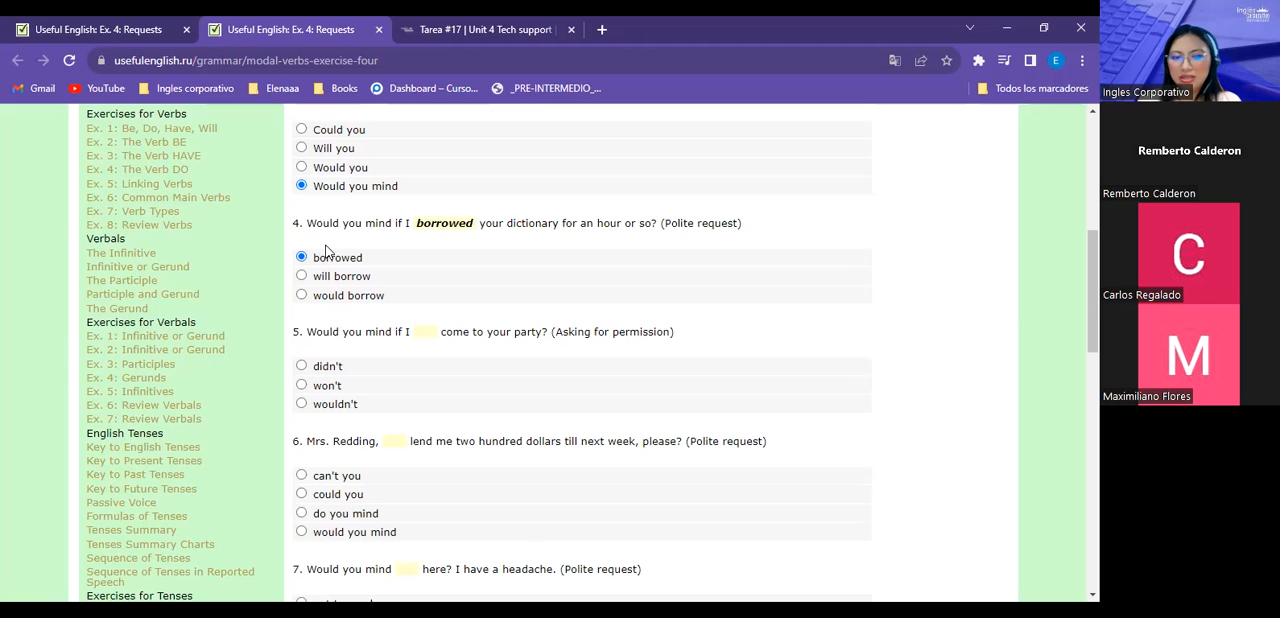 Useful English: Ex. 4: Requests
Useful English: Ex. 4: Requests
Tarea #17 | Unit 4 Tech support
usefulenglish.ru/grammar/modal-verbs-exercise-four
E
Gmail
YouTube
Ingles corporativo
Elenaaa
Books
Dashboard – Curso...
_PRE-INTERMEDIO_...
Todos los marcadores
Exercises for Verbs
Ex. 1: Be, Do, Have, Will
Ex. 2: The Verb BE
Ex. 3: The Verb HAVE
Ex. 4: The Verb DO
Ex. 5: Linking Verbs
Ex. 6: Common Main Verbs
Ex. 7: Verb Types
Ex. 8: Review Verbs
Verbals
The Infinitive
Infinitive or Gerund
The Participle
Participle and Gerund
The Gerund
Exercises for Verbals
Ex. 1: Infinitive or Gerund
Ex. 2: Infinitive or Gerund
Ex. 3: Participles
Ex. 4: Gerunds
Ex. 5: Infinitives
Ex. 6: Review Verbals
Ex. 7: Review Verbals
English Tenses
Key to English Tenses
Key to Present Tenses
Key to Past Tenses
Key to Future Tenses
Passive Voice
Formulas of Tenses
Tenses Summary
Tenses Summary Charts
Sequence of Tenses
Sequence of Tenses in Reported
Speech
Exercises for Tenses
Could you
Will you
Would you
Would you mind
4. Would you mind if I borrowed your dictionary for an hour or so? (Polite request)
borrowed
will borrow
would borrow
5. Would you mind if I come to your party? (Asking for permission)
didn't
won't
wouldn't
6. Mrs. Redding, lend me two hundred dollars till next week, please? (Polite request)
can't you
could you
do you mind
would you mind
7. Would you mind here? I have a headache. (Polite request)
Ingles Corporativo
Remberto Calderon
Remberto Calderon
C
Carlos Regalado
M
Maximiliano Flores